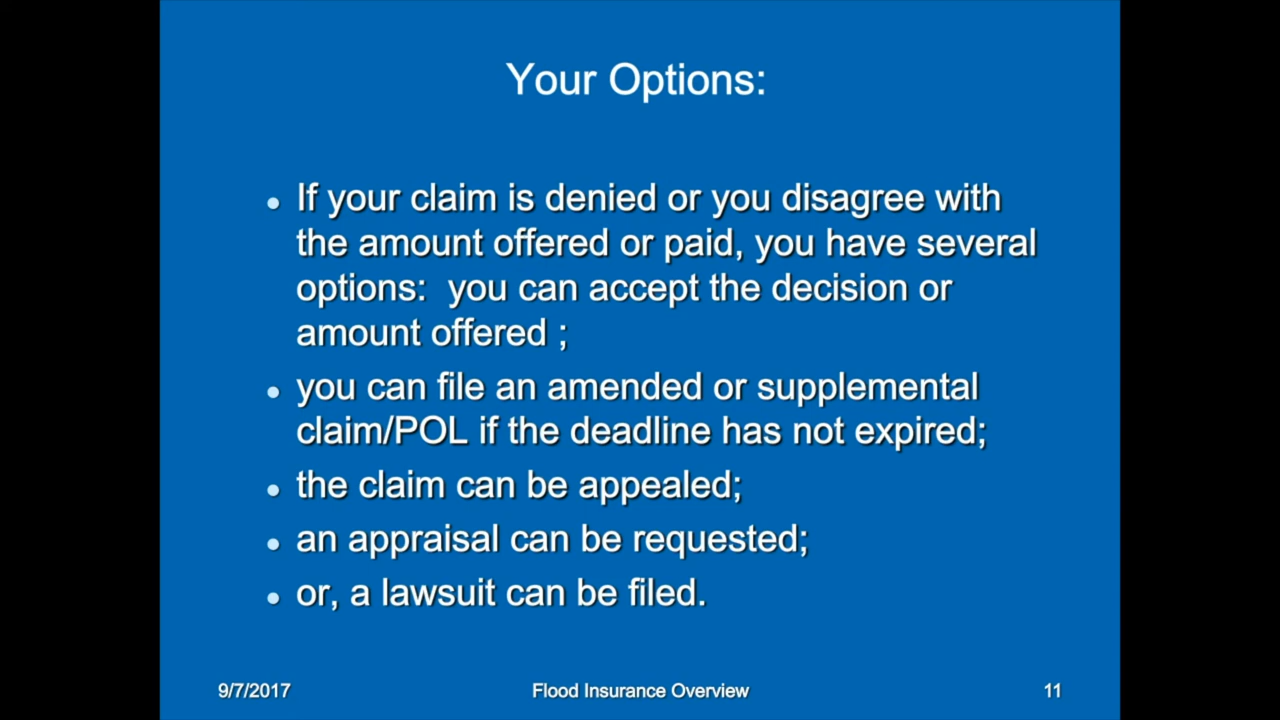 Your Options:
• If your claim is denied or you disagree with
the amount offered or paid, you have several
options:  you can accept the decision or
amount offered ;
• you can file an amended or supplemental
claim/POL if the deadline has not expired;
• the claim can be appealed;
• an appraisal can be requested;
• or, a lawsuit can be filed.
9/7/2017 Flood Insurance Overview 11